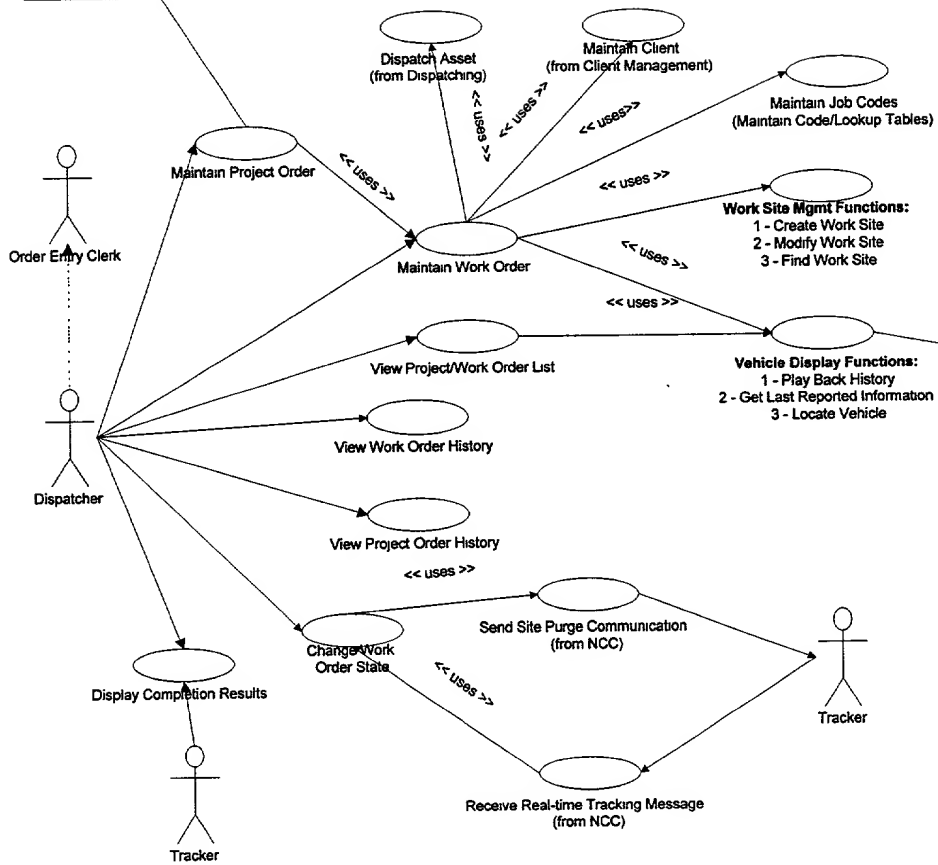 Dispatch Asset
(from Dispatching)
Maintain Client
(from Client Management)
<< uses >>
<< uses >>
<< uses>>
Maintain Job Codes
(Maintain Code/Lookup Tables)
Maintain Project Order
<< uses >>
<< uses >>
Order Entry Clerk
Maintain Work Order
Work Site Mgmt Functions:
1 - Create Work Site
2 - Modify Work Site
3 - Find Work Site
<< uses >>
<< uses >>
View Project/Work Order List
Vehicle Display Functions:
1 - Play Back History
2 - Get Last Reported Information
3 - Locate Vehicle
View Work Order History
Dispatcher
View Project Order History
<< uses >>
Send Site Purge Communication
(from NCC)
Change Work
Order State
<< uses >>
Display Completion Results
Tracker
Receive Real-time Tracking Message
(from NCC)
Tracker